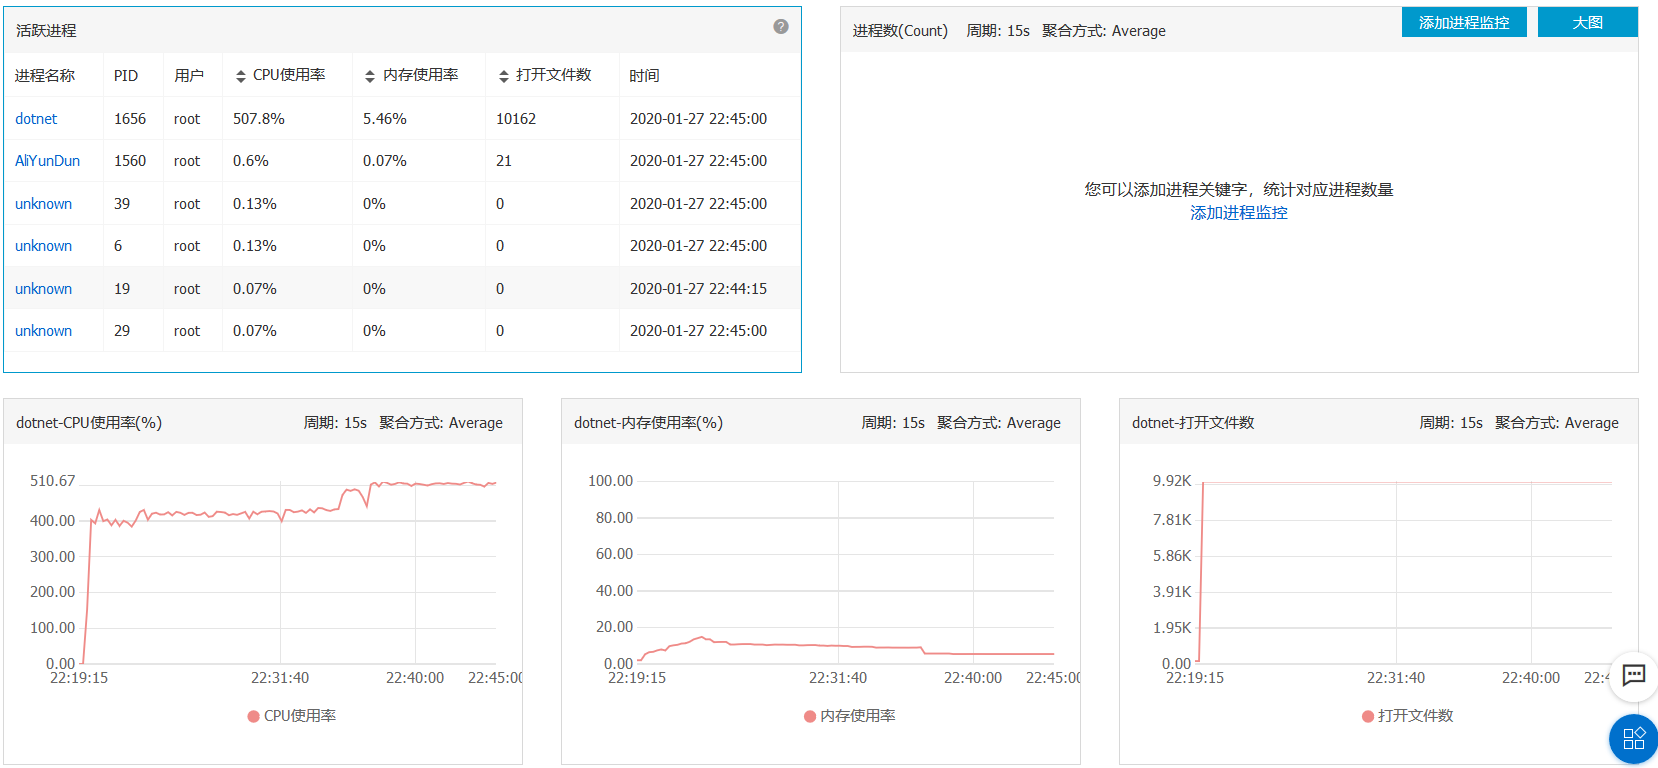 活跃进程
进程名称 PID 用户 CPU使用率 内存使用率 打开文件数 时间
dotnet 1656 root 507.8% 5.46% 10162 2020-01-27 22:45:00
AliYunDun 1560 root 0.6% 0.07% 21 2020-01-27 22:45:00
unknown 39 root 0.13% 0% 0 2020-01-27 22:45:00
unknown 6 root 0.13% 0% 0 2020-01-27 22:45:00
unknown 19 root 0.07% 0% 0 2020-01-27 22:44:15
unknown 29 root 0.07% 0% 0 2020-01-27 22:45:00
进程数(Count) 周期: 15s 聚合方式: Average 添加进程监控 大图
您可以添加进程关键字，统计对应进程数量
添加进程监控
dotnet-CPU使用率(%) 周期: 15s 聚合方式: Average
510.67
400.00
300.00
200.00
100.00
0.00
22:19:15 22:31:40 22:40:00 22:45:00
CPU使用率
dotnet-内存使用率(%) 周期: 15s 聚合方式: Average
100.00
80.00
60.00
40.00
20.00
0.00
22:19:15 22:31:40 22:40:00 22:45:00
内存使用率
dotnet-打开文件数 周期: 15s 聚合方式: Average
9.92K
7.81K
5.86K
3.91K
1.95K
0.00
22:19:15 22:31:40 22:40:00 22:4
打开文件数